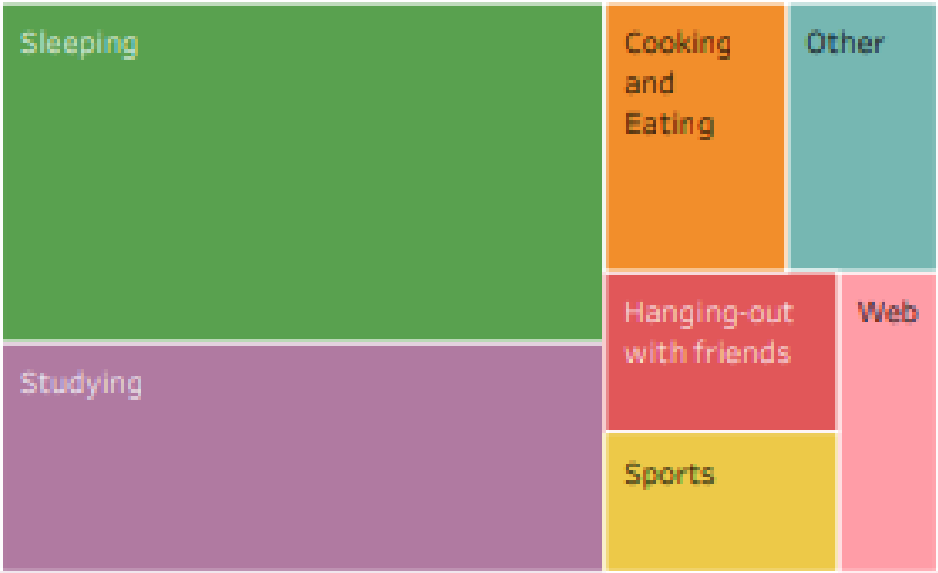 Sleeping
Cooking
and
Eating
Other
Hanging-out
with friends
Web
Studying
Sports